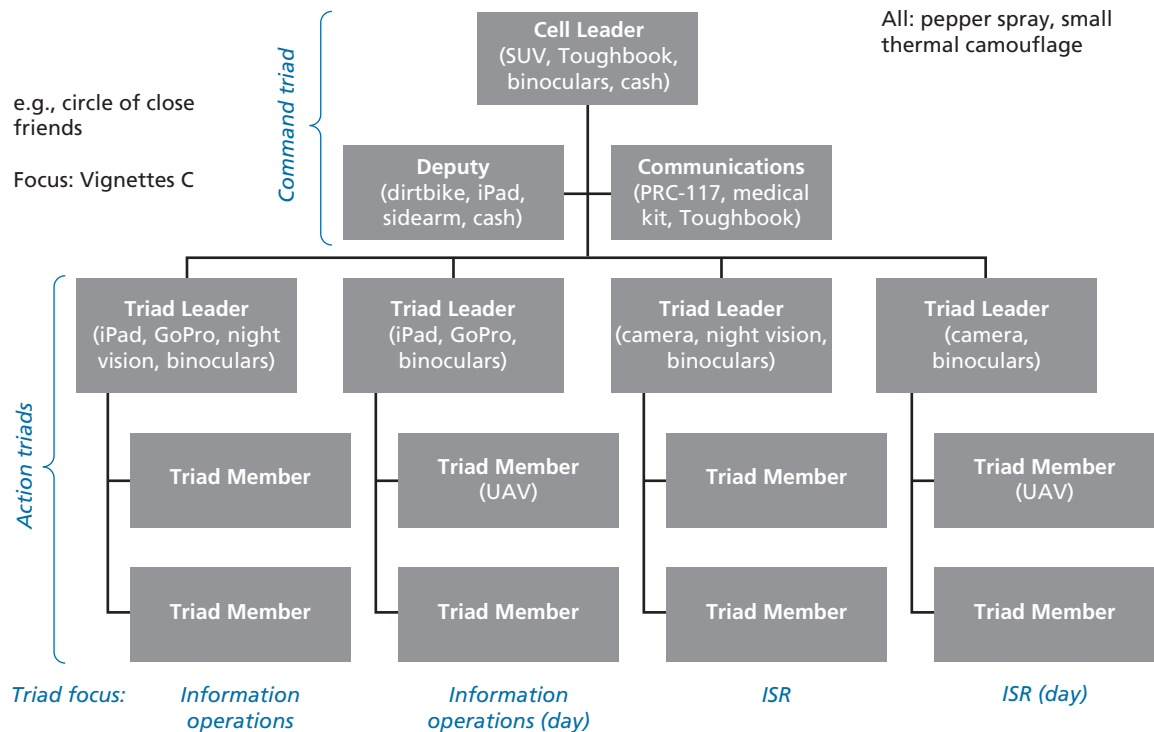 Cell Leader
(SUV, Toughbook,
binoculars, cash)
All: pepper spray, small
thermal camouflage
e.g., circle of close
friends
Focus: Vignettes C
Command triad
Deputy
(dirtbike, iPad,
sidearm, cash)
Communications
(PRC-117, medical
kit, Toughbook)
Action triads
Triad Leader
(iPad, GoPro, night
vision, binoculars)
Triad Leader
(iPad, GoPro,
binoculars)
Triad Leader
(camera, night vision,
binoculars)
Triad Leader
(camera,
binoculars)
Triad Member
Triad Member
(UAV)
Triad Member
Triad Member
(UAV)
Triad Member
Triad Member
Triad Member
Triad Member
Triad focus:
Information
operations
Information
operations (day)
ISR
ISR (day)